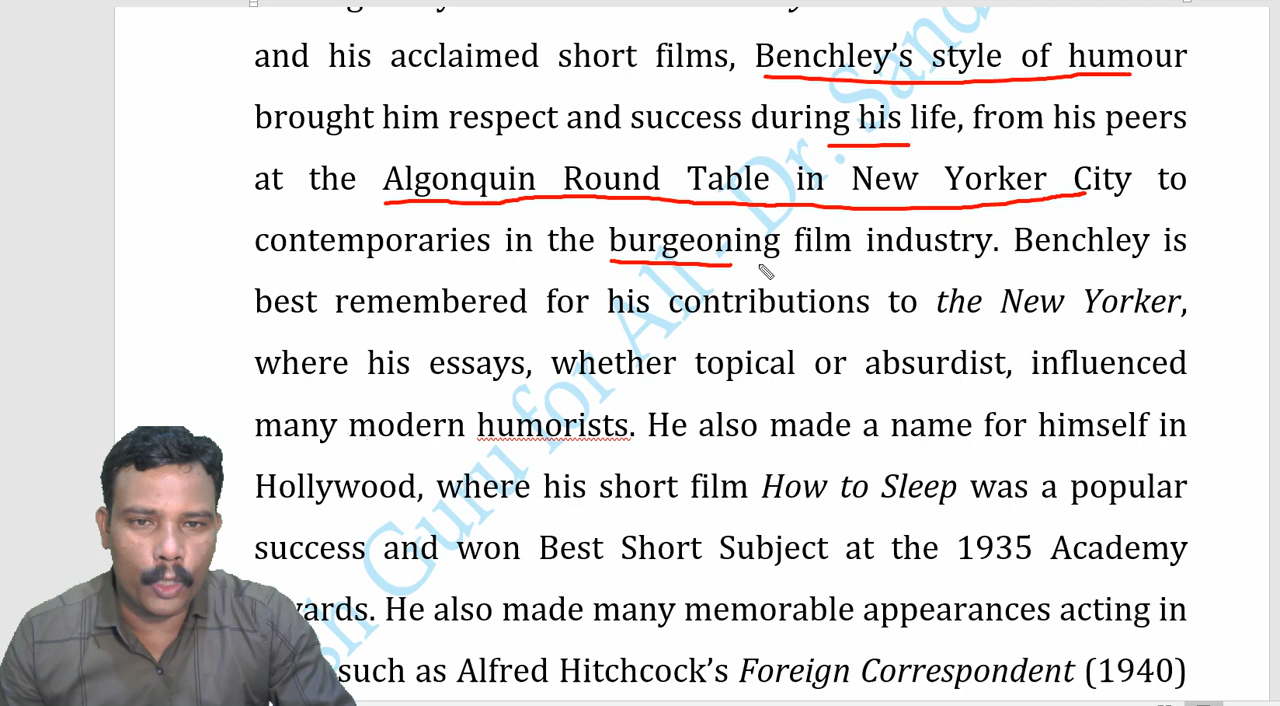 and his acclaimed short films, Benchley’s style of humour
brought him respect and success during his life, from his peers
at the Algonquin Round Table in New Yorker City to
contemporaries in the burgeoning film industry. Benchley is
best remembered for his contributions to the New Yorker,
where his essays, whether topical or absurdist, influenced
many modern humorists. He also made a name for himself in
Hollywood, where his short film How to Sleep was a popular
success and won Best Short Subject at the 1935 Academy
He also made many memorable appearances acting in
such as Alfred Hitchcock’s Foreign Correspondent (1940)
Guru for All - Dr.